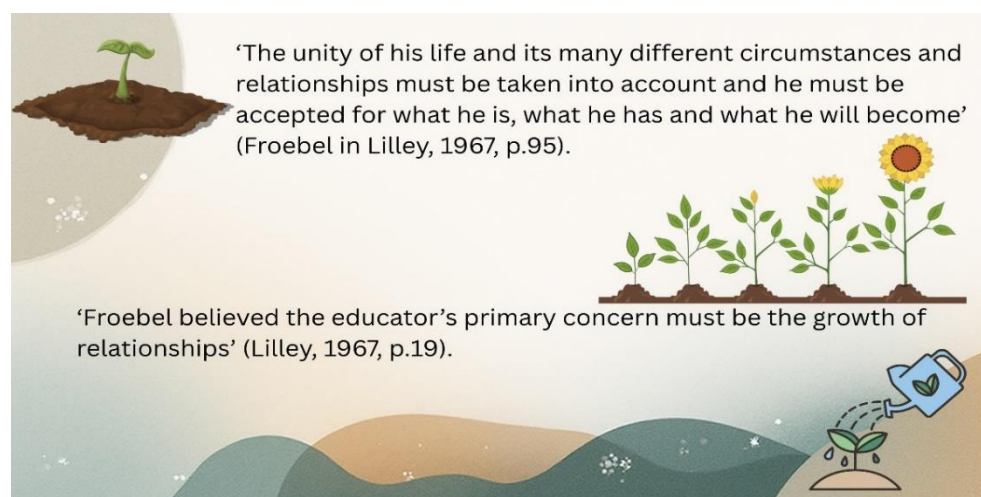 ‘The unity of his life and its many different circumstances and
relationships must be taken into account and he must be
accepted for what he is, what he has and what he will become’
(Froebel in Lilley, 1967, p.95).
‘Froebel believed the educator’s primary concern must be the growth of
relationships’ (Lilley, 1967, p.19).